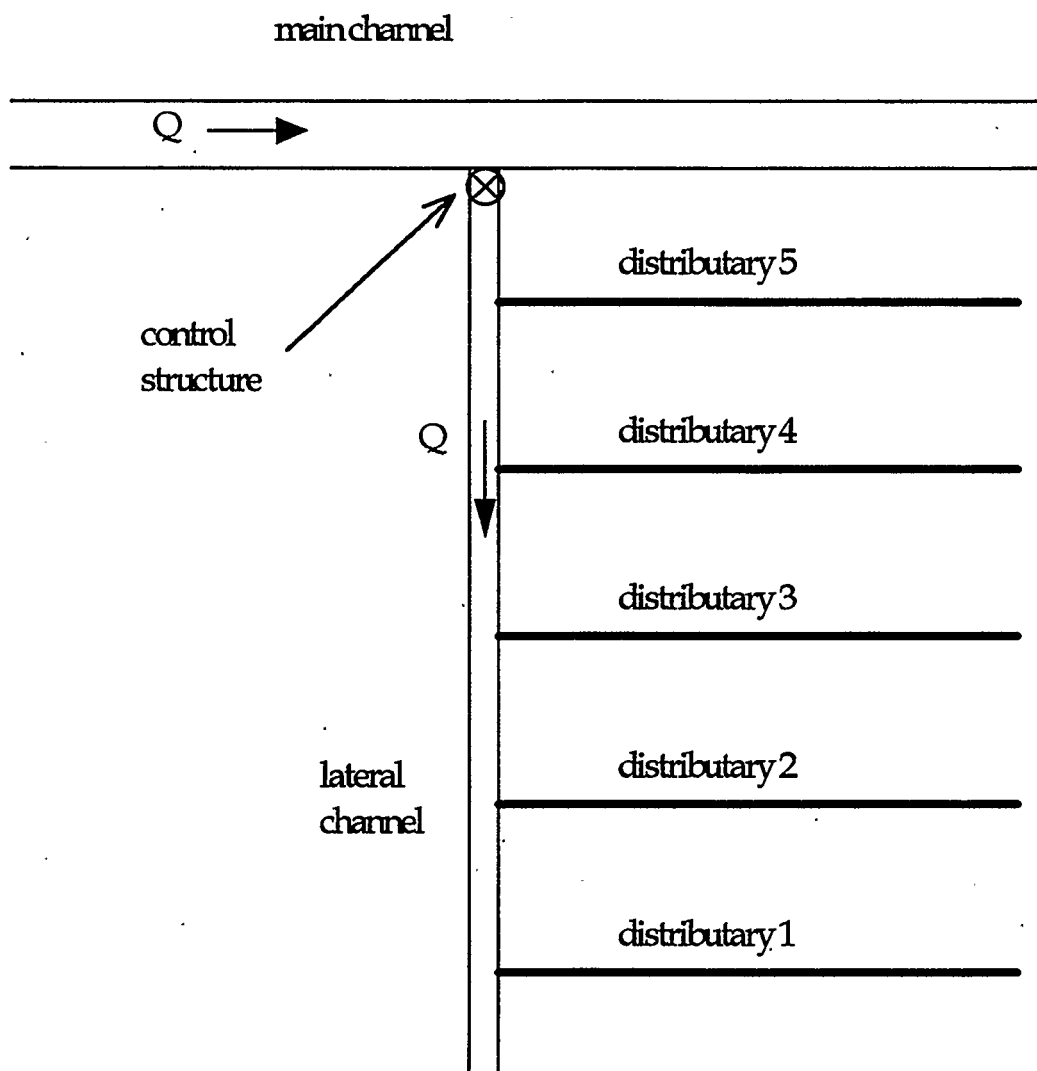 main channel
Q
distributary 5
control
structure
Q
distributary 4
distributary 3
lateral
channel
distributary 2
distributary 1